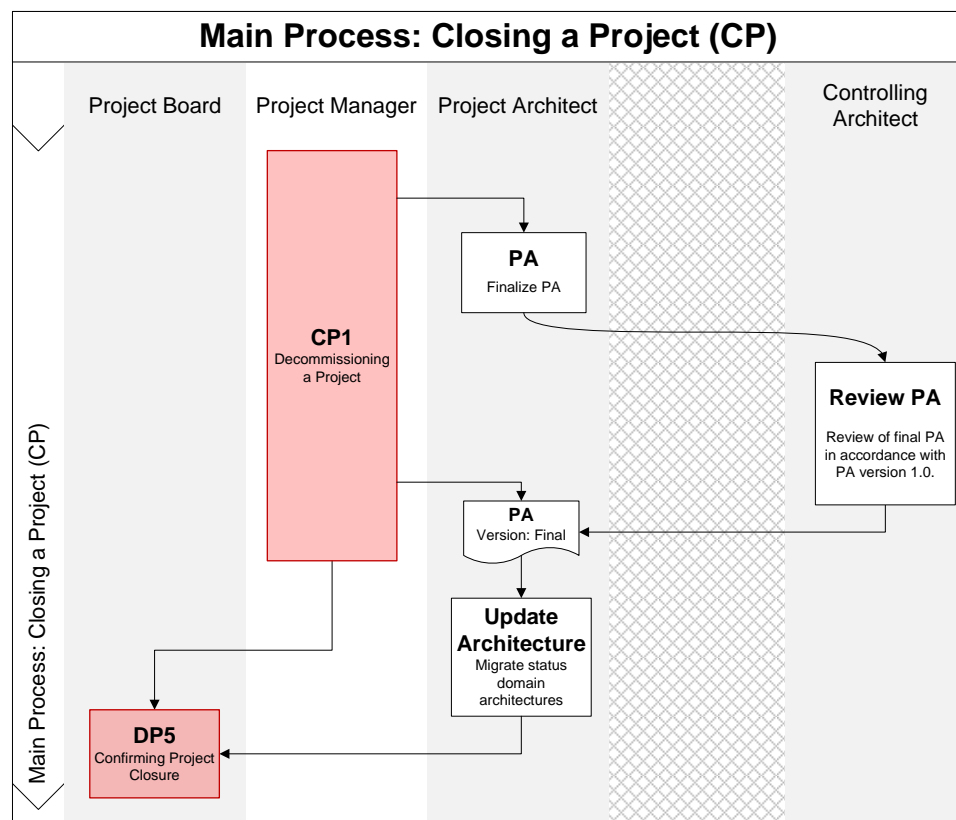 Main Process: Closing a Project (CP)
Project Board
Project Manager
Project Architect
Controlling
Architect
PA
Finalize PA
CP1
Decommissioning
a Project
Review PA
Review of final PA
in accordance with
PA version 1.0.
PA
Version: Final
Update
Architecture
Migrate status
domain
architectures
DP5
Confirming Project
Closure
Main Process: Closing a Project (CP)